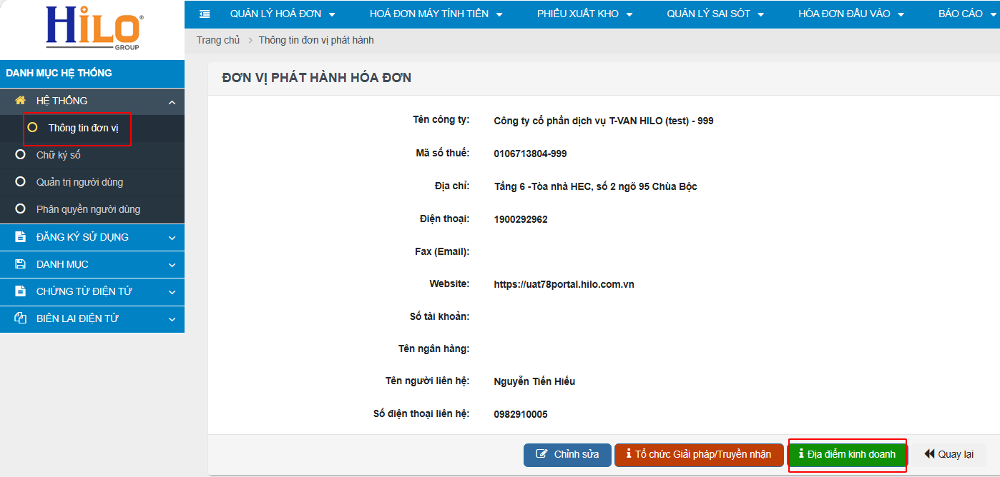 HiLO®
GROUP
QUẢN LÝ HOÁ ĐƠN
HOÁ ĐƠN MÁY TÍNH TIỀN
PHIẾU XUẤT KHO
QUẢN LÝ SAI SÓT
HÓA ĐƠN ĐẦU VÀO
BÁO CÁO
Trang chủ > Thông tin đơn vị phát hành
DANH MỤC HỆ THỐNG
HỆ THỐNG
Thông tin đơn vị
Chữ ký số
Quản trị người dùng
Phân quyền người dùng
ĐĂNG KÝ SỬ DỤNG
DANH MỤC
CHỨNG TỪ ĐIỆN TỬ
BIÊN LAI ĐIỆN TỬ
ĐƠN VỊ PHÁT HÀNH HÓA ĐƠN
Tên công ty: Công ty cổ phần dịch vụ T-VAN HILO (test) - 999
Mã số thuế: 0106713804-999
Địa chỉ: Tầng 6 -Tòa nhà HEC, số 2 ngõ 95 Chùa Bộc
Điện thoại: 1900292962
Fax (Email):
Website: https://uat78portal.hilo.com.vn
Số tài khoản:
Tên ngân hàng:
Tên người liên hệ: Nguyễn Tiến Hiếu
Số điện thoại liên hệ: 0982910005
Chỉnh sửa
Tổ chức Giải pháp/Truyền nhận
Địa điểm kinh doanh
Quay lại